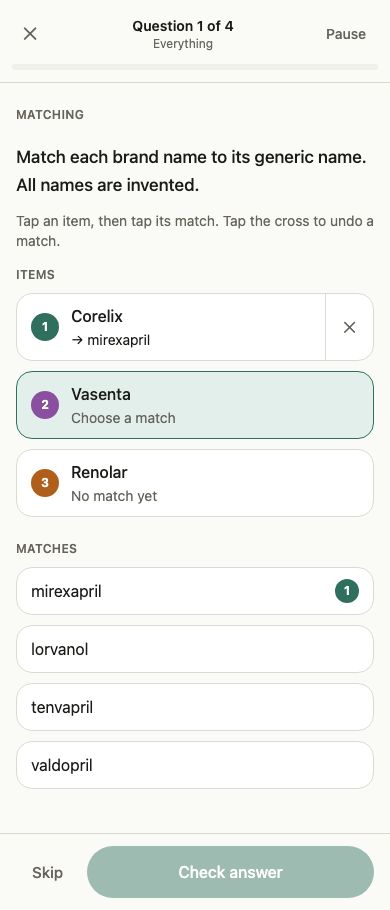 Question 1 of 4
Everything
Pause
MATCHING
Match each brand name to its generic name.
All names are invented.
Tap an item, then tap its match. Tap the cross to undo a
match.
ITEMS
1 Corelix
→ mirexapril
2 Vasenta
Choose a match
3 Renolar
No match yet
MATCHES
mirexapril 1
lorvanol
tenvapril
valdopril
Skip
Check answer